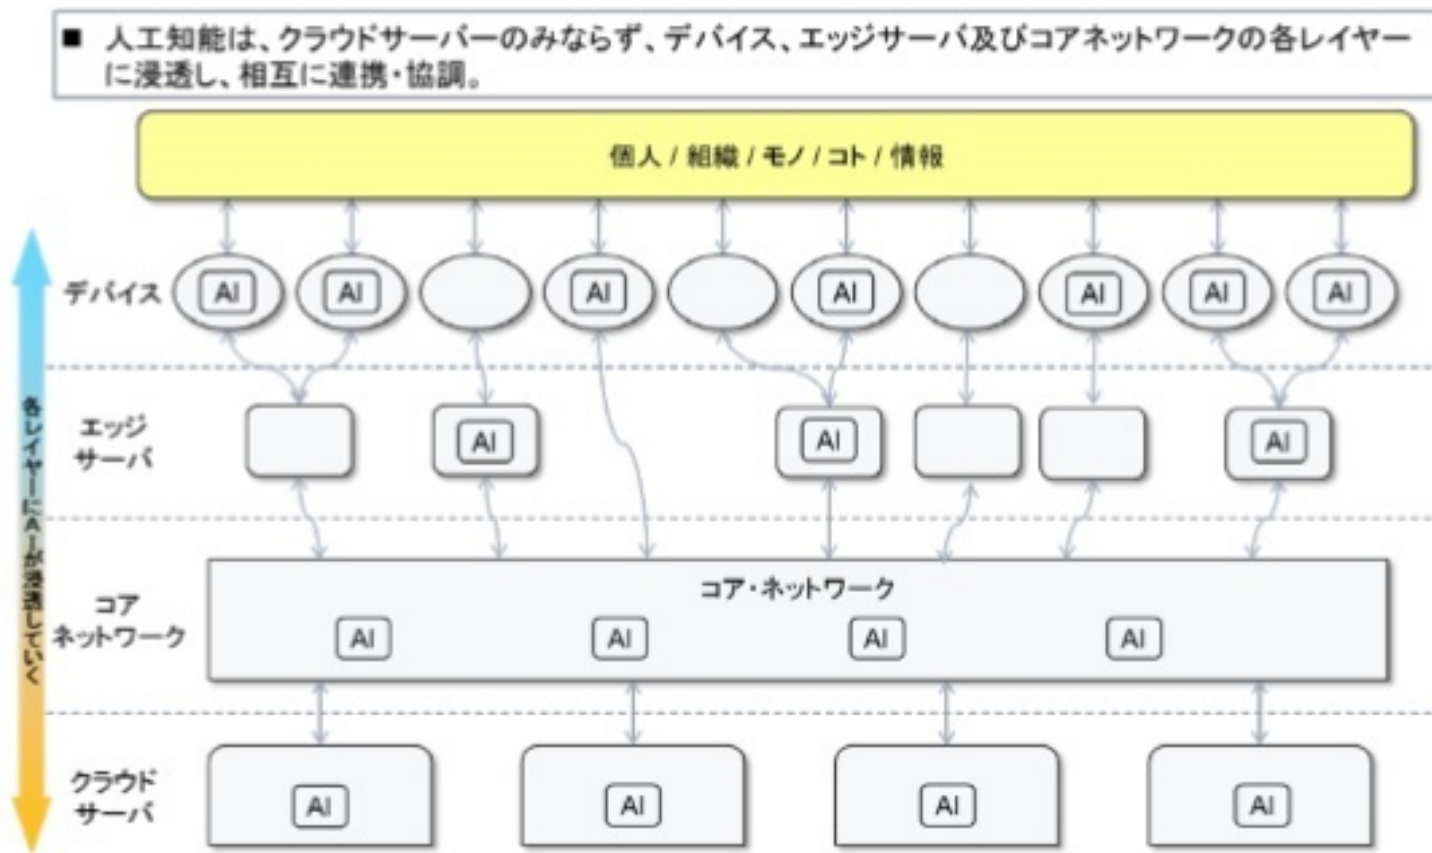 ■ 人工知能は、クラウドサーバーのみならず、デバイス、エッジサーバ及びコアネットワークの各レイヤー
に浸透し、相互に連携・協調。
個人 / 組織 / モノ / コト / 情報
各レイヤーにAIが浸透していく
デバイス
AI
AI
AI
AI
AI
AI
AI
エッジ
サーバ
AI
AI
AI
コア
ネットワーク
コア・ネットワーク
AI
AI
AI
AI
クラウド
サーバ
AI
AI
AI
AI